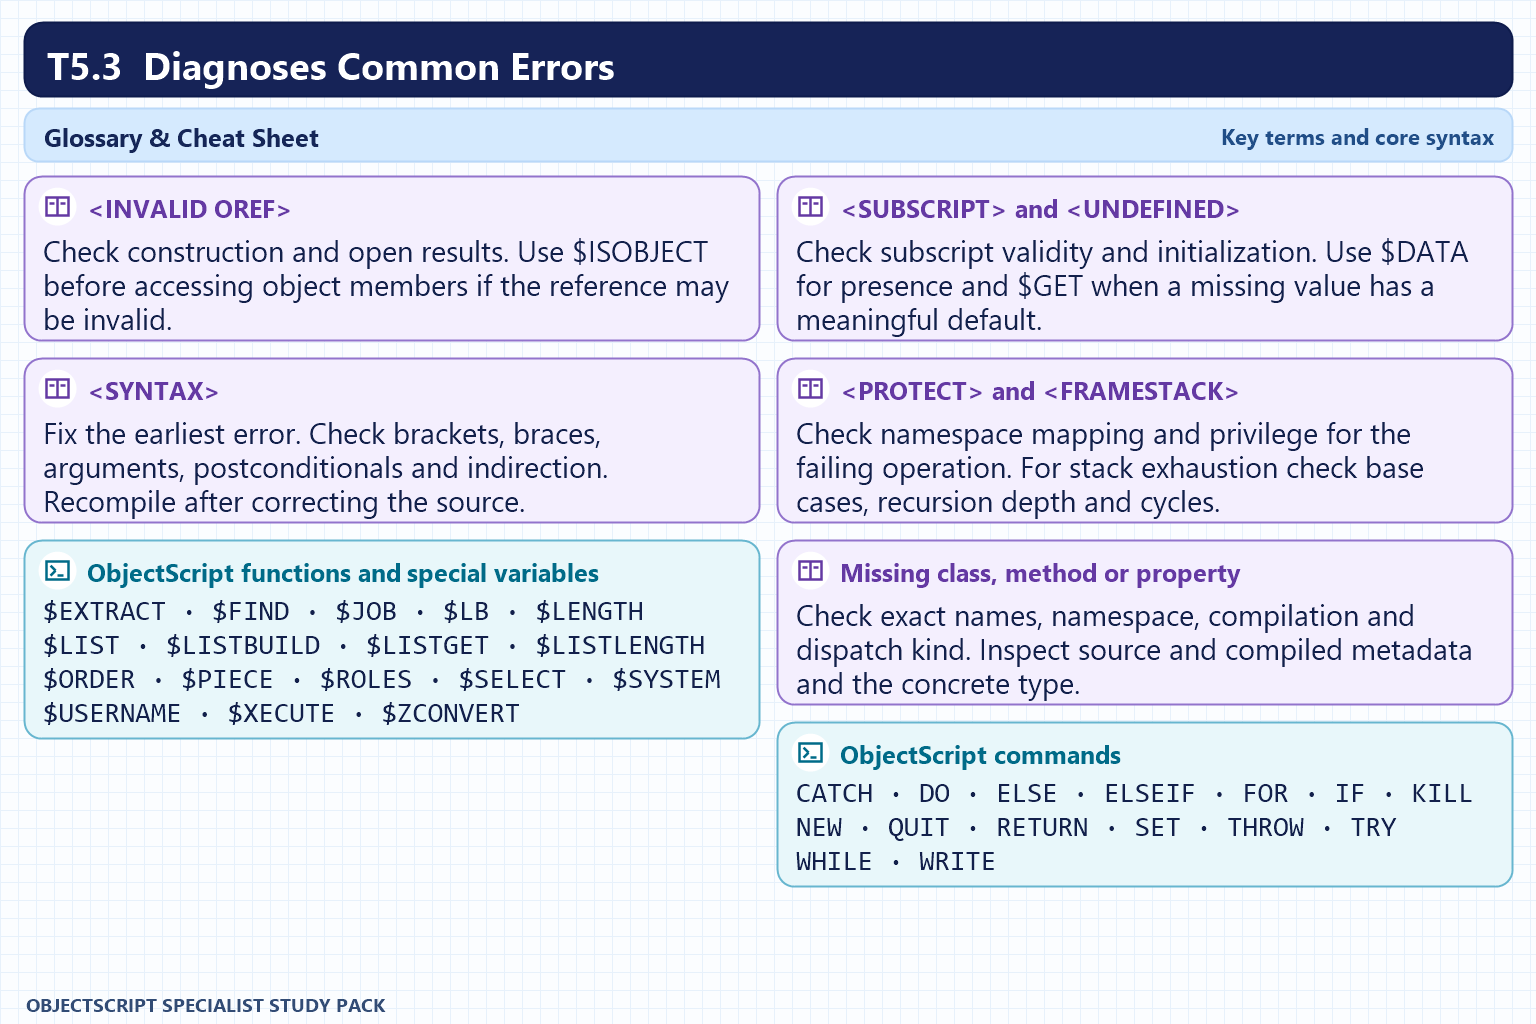 T5.3 Diagnoses Common Errors
Glossary & Cheat Sheet
Key terms and core syntax
<INVALID OREF>
Check construction and open results. Use $ISOBJECT
before accessing object members if the reference may
be invalid.
<SUBSCRIPT> and <UNDEFINED>
Check subscript validity and initialization. Use $DATA
for presence and $GET when a missing value has a
meaningful default.
<SYNTAX>
Fix the earliest error. Check brackets, braces,
arguments, postconditionals and indirection.
Recompile after correcting the source.
<PROTECT> and <FRAMESTACK>
Check namespace mapping and privilege for the
failing operation. For stack exhaustion check base
cases, recursion depth and cycles.
ObjectScript functions and special variables
$EXTRACT · $FIND · $JOB · $LB · $LENGTH
$LIST · $LISTBUILD · $LISTGET · $LISTLENGTH
$ORDER · $PIECE · $ROLES · $SELECT · $SYSTEM
$USERNAME · $XECUTE · $ZCONVERT
Missing class, method or property
Check exact names, namespace, compilation and
dispatch kind. Inspect source and compiled metadata
and the concrete type.
ObjectScript commands
CATCH · DO · ELSE · ELSEIF · FOR · IF · KILL
NEW · QUIT · RETURN · SET · THROW · TRY
WHILE · WRITE
OBJECTSCRIPT SPECIALIST STUDY PACK